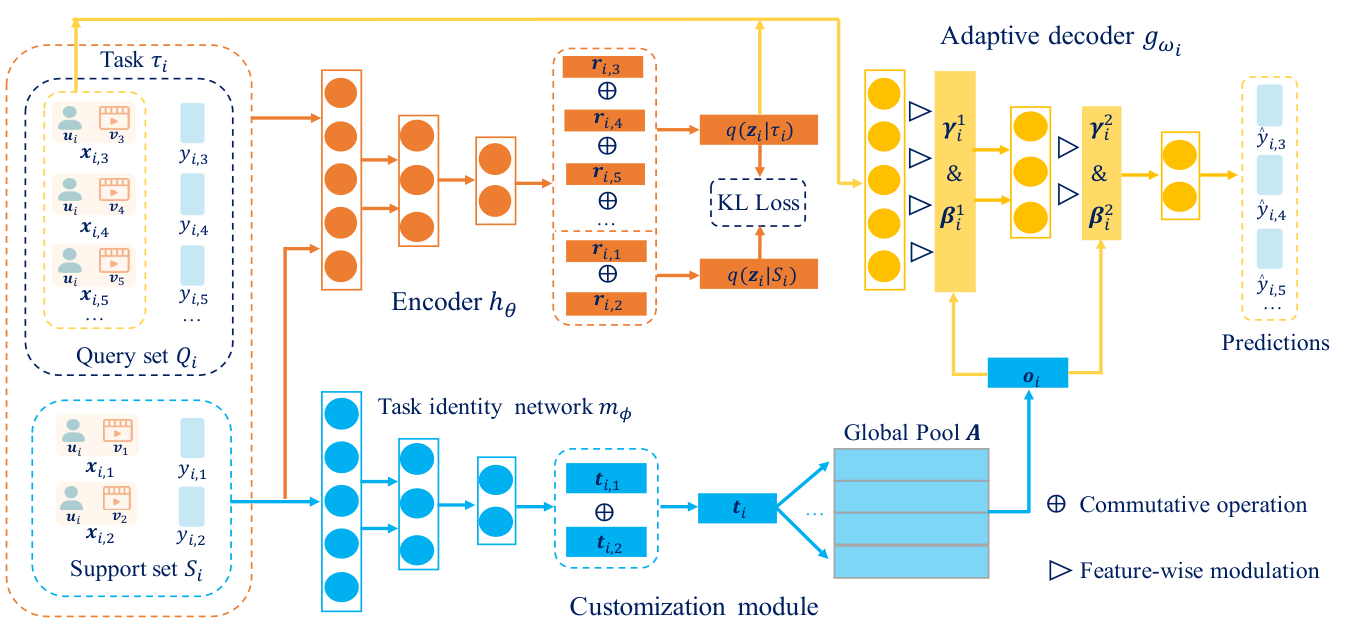 Task τ_i
u_i v_3
x_{i,3}
y_{i,3}
u_i v_4
x_{i,4}
y_{i,4}
u_i v_5
x_{i,5}
y_{i,5}
...
...
Query set Q_i
u_i v_1
x_{i,1}
y_{i,1}
u_i v_2
x_{i,2}
y_{i,2}
Support set S_i
Encoder h_θ
r_{i,3}
⊕
r_{i,4}
⊕
r_{i,5}
⊕
...
r_{i,1}
⊕
r_{i,2}
q(z_i|τ_i)
KL Loss
q(z_i|S_i)
Adaptive decoder g_{ω_i}
γ_i^1
&
β_i^1
γ_i^2
&
β_i^2
ŷ_{i,3}
ŷ_{i,4}
ŷ_{i,5}
...
Predictions
Task identity network m_ϕ
t_{i,1}
⊕
t_{i,2}
t_i
Global Pool A
...
o_i
Customization module
⊕ Commutative operation
▷ Feature-wise modulation